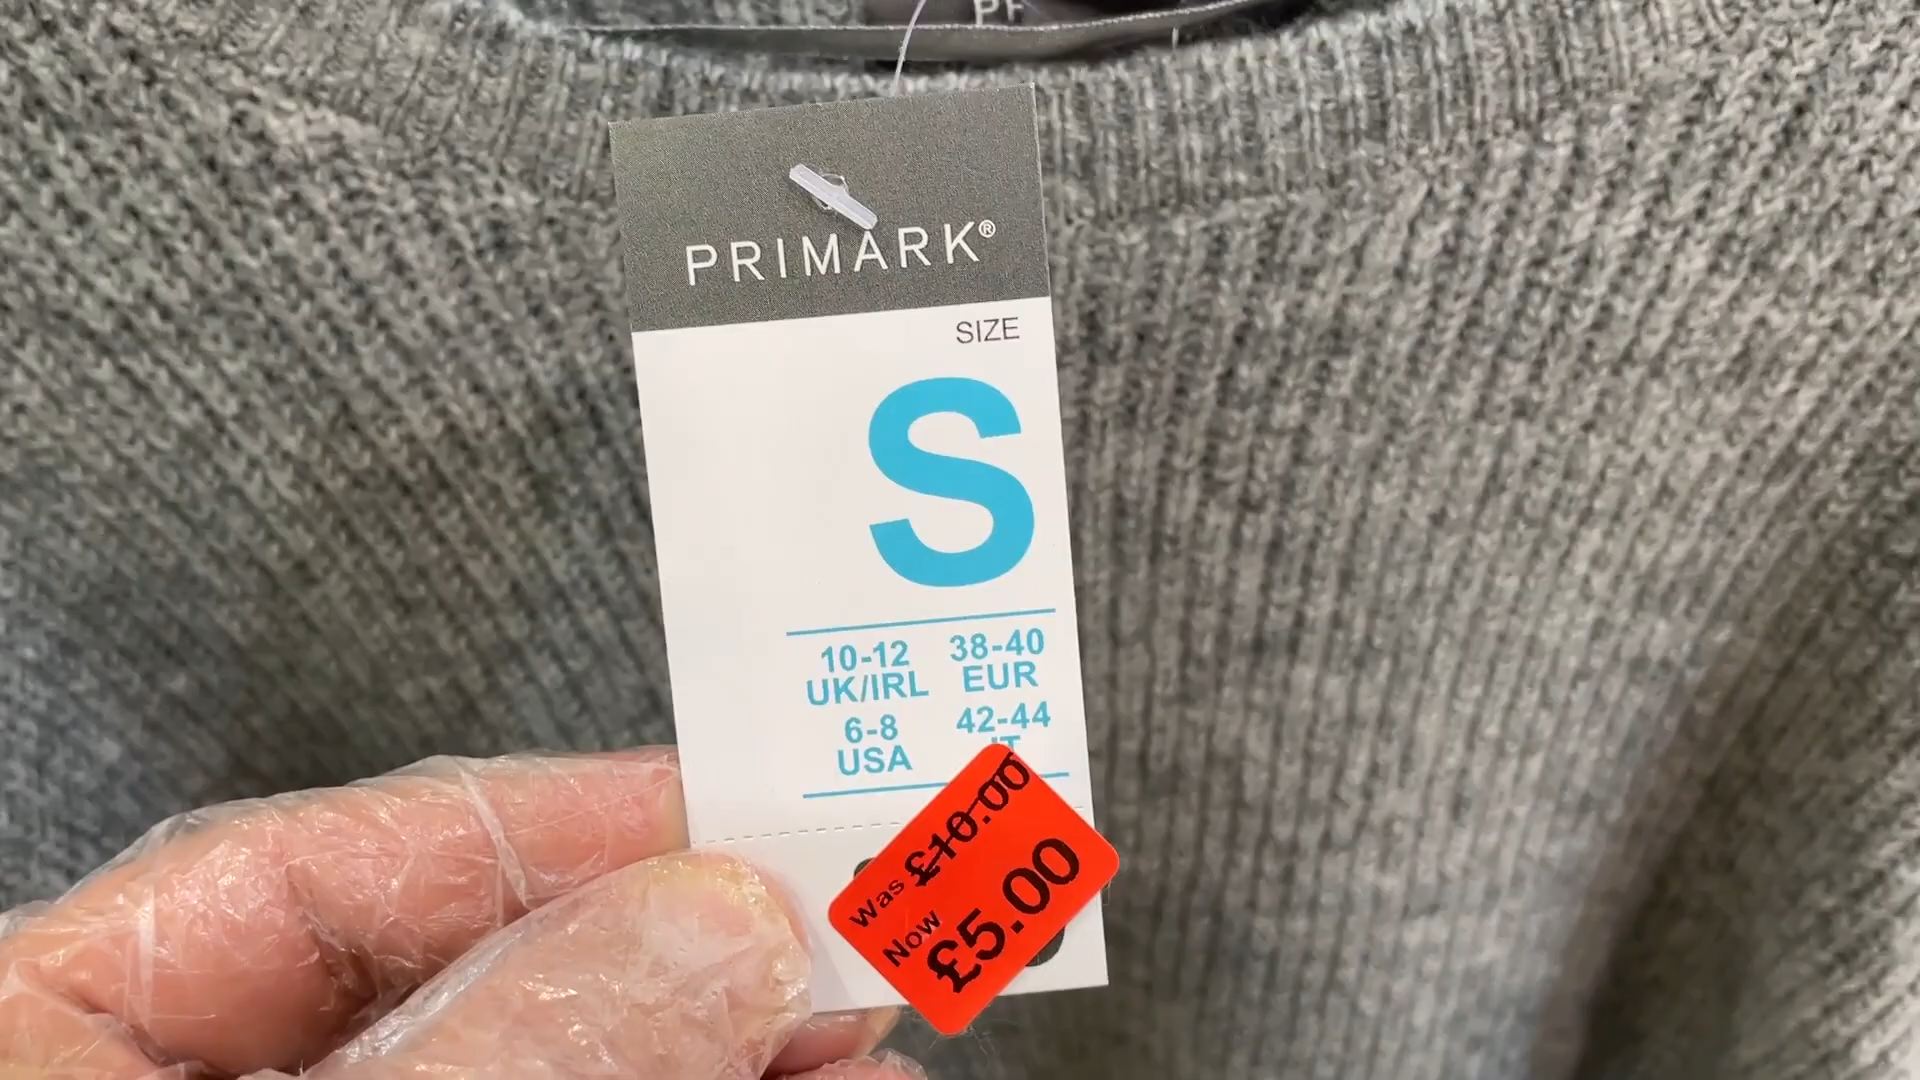 PRIMARK®
SIZE
S
10-12 38-40
UK/IRL EUR
6-8 42-44
USA
Was £10.00
Now
£5.00